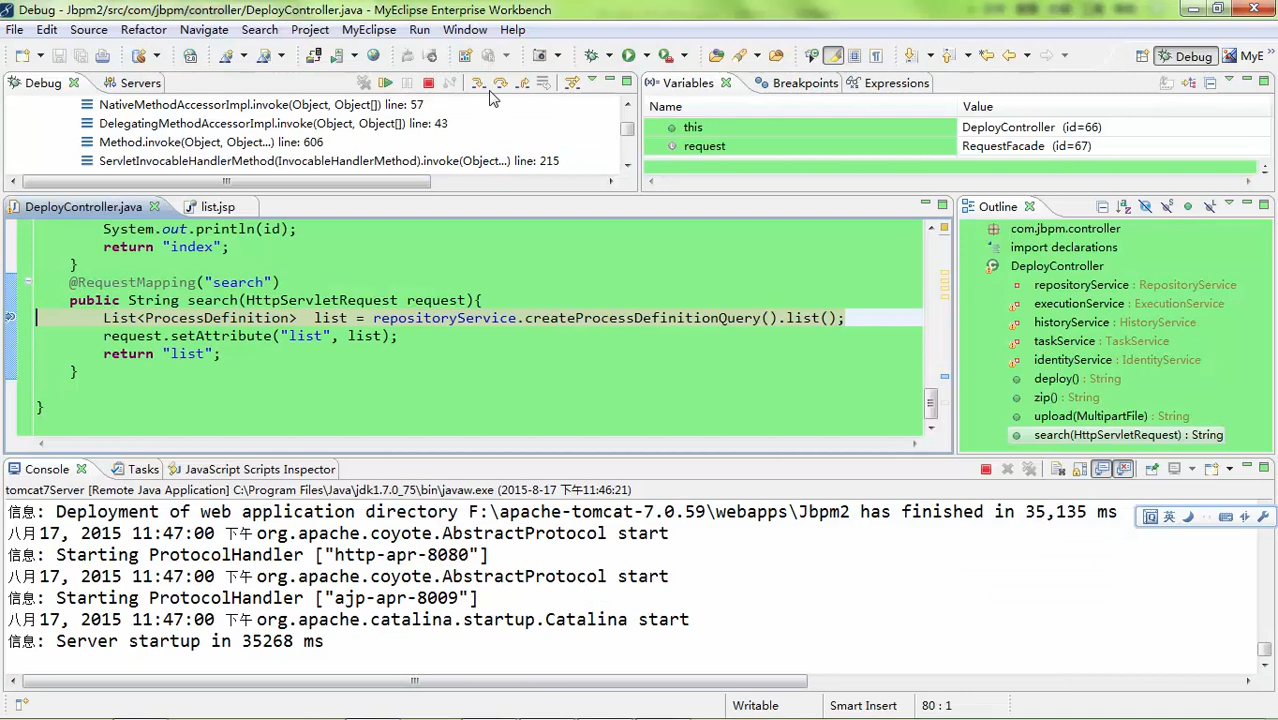 Debug - Jbpm2/src/com/jbpm/controller/DeployController.java - MyEclipse Enterprise Workbench
File Edit Source Refactor Navigate Search Project MyEclipse Run Window Help
Debug MyE
Debug Servers
NativeMethodAccessorImpl.invoke(Object, Object[]) line: 57
DelegatingMethodAccessorImpl.invoke(Object, Object[]) line: 43
Method.invoke(Object, Object...) line: 606
ServletInvocableHandlerMethod(InvocableHandlerMethod).invoke(Object...) line: 215
Variables Breakpoints Expressions
Name Value
this DeployController (id=66)
request RequestFacade (id=67)
DeployController.java list.jsp
System.out.println(id);
return "index";
}
@RequestMapping("search")
public String search(HttpServletRequest request){
List<ProcessDefinition> list = repositoryService.createProcessDefinitionQuery().list();
request.setAttribute("list", list);
return "list";
}
}
Outline
com.jbpm.controller
import declarations
DeployController
repositoryService : RepositoryService
executionService : ExecutionService
historyService : HistoryService
taskService : TaskService
identityService : IdentityService
deploy() : String
zip() : String
upload(MultipartFile) : String
search(HttpServletRequest) : String
Console Tasks JavaScript Scripts Inspector
tomcat7Server [Remote Java Application] C:\Program Files\Java\jdk1.7.0_75\bin\javaw.exe (2015-8-17 下午11:46:21)
信息: Deployment of web application directory F:\apache-tomcat-7.0.59\webapps\Jbpm2 has finished in 35,135 ms
八月 17, 2015 11:47:00 下午 org.apache.coyote.AbstractProtocol start
信息: Starting ProtocolHandler ["http-apr-8080"]
八月 17, 2015 11:47:00 下午 org.apache.coyote.AbstractProtocol start
信息: Starting ProtocolHandler ["ajp-apr-8009"]
八月 17, 2015 11:47:00 下午 org.apache.catalina.startup.Catalina start
信息: Server startup in 35268 ms
英
Writable Smart Insert 80 : 1